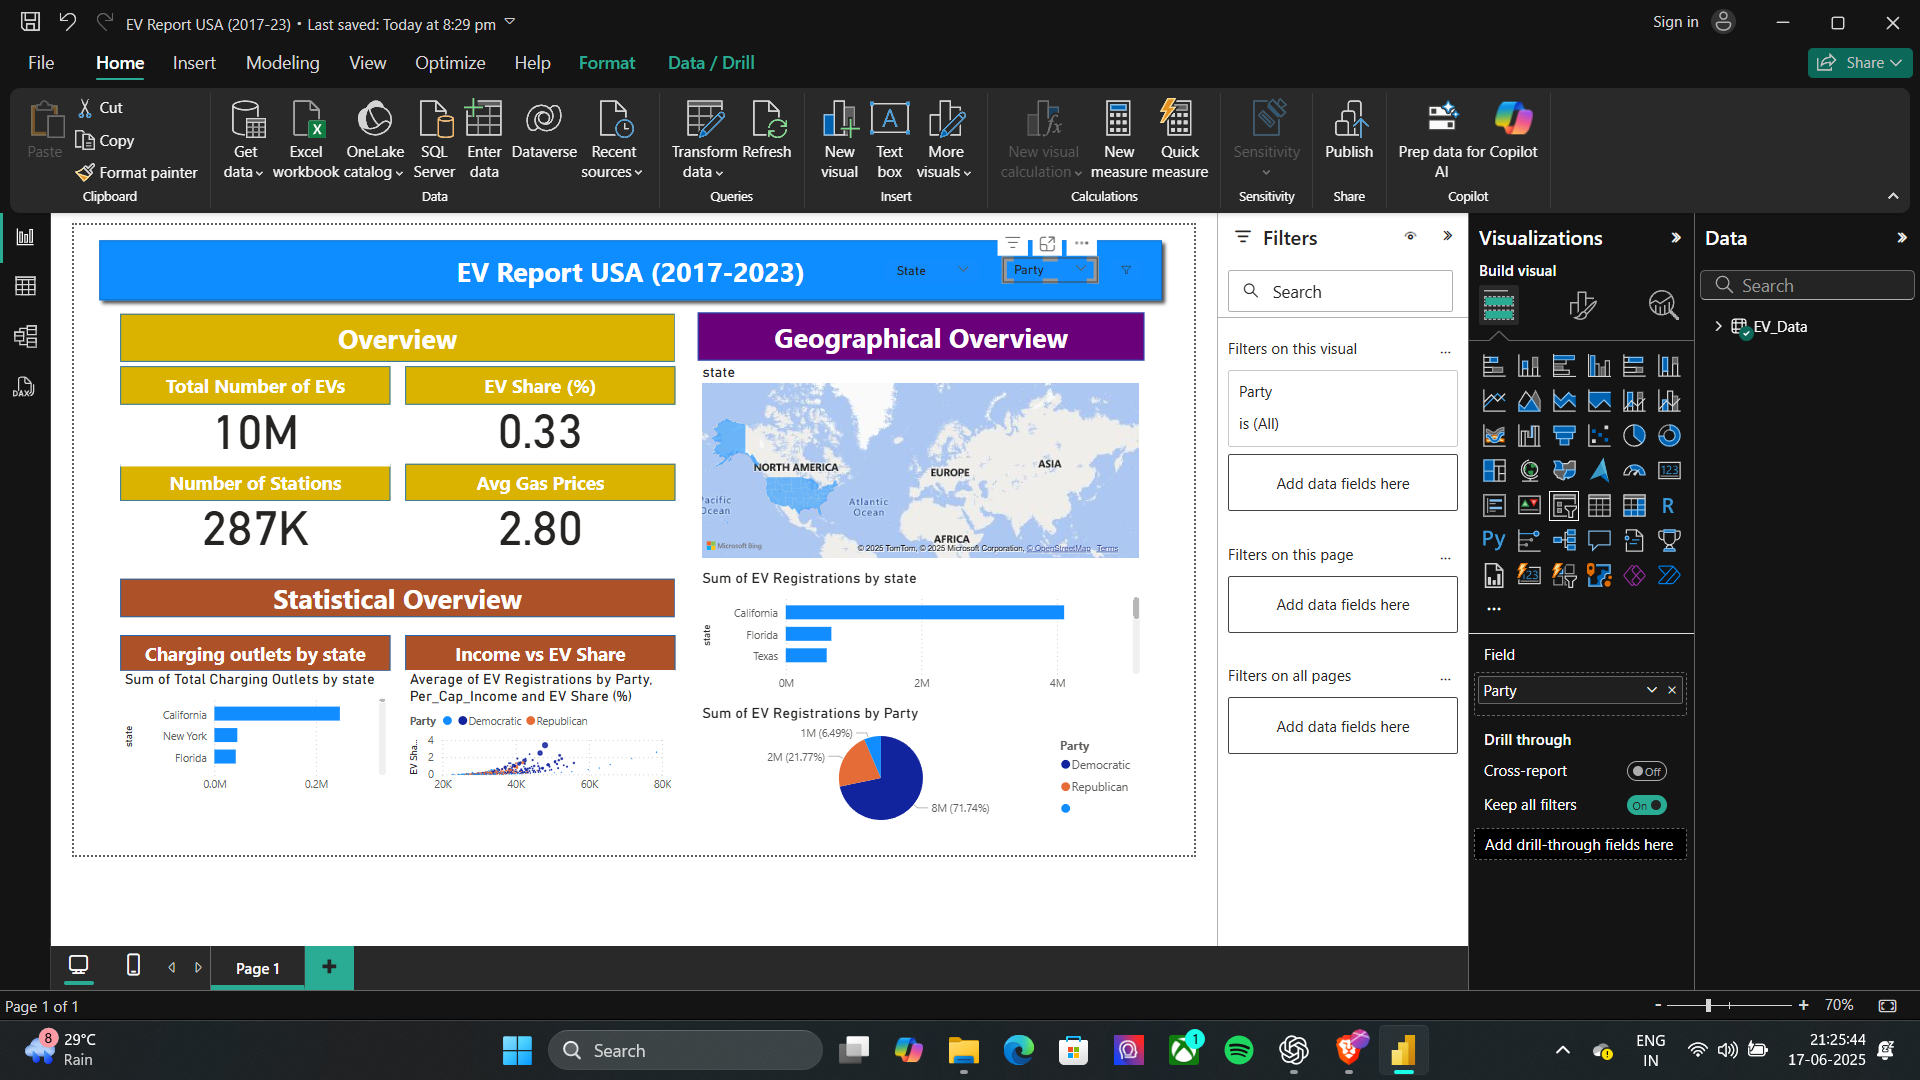 EV Report USA (2017-23) • Last saved: Today at 8:29 pm
Sign in
File Home Insert Modeling View Optimize Help Format Data / Drill
Share
Paste
Cut
Copy
Format painter
Clipboard
Get data
Excel workbook
OneLake catalog
SQL Server
Enter data
Dataverse
Recent sources
Data
Transform data
Refresh
Queries
New visual
Text box
More visuals
Insert
New visual calculation
New measure
Quick measure
Calculations
Sensitivity
Sensitivity
Publish
Share
Prep data for AI
Copilot
Copilot
EV Report USA (2017-2023)
State
Party
Overview
Total Number of EVs
10M
EV Share (%)
0.33
Number of Stations
287K
Avg Gas Prices
2.80
Statistical Overview
Charging outlets by state
Sum of Total Charging Outlets by state
state
California
New York
Florida
0.0M 0.2M
Income vs EV Share
Average of EV Registrations by Party,
Per_Cap_Income and EV Share (%)
Party Democratic Republican
EV Sha...
4
2
0
20K 40K 60K 80K
Geographical Overview
state
NORTH AMERICA
EUROPE
ASIA
AFRICA
Pacific
Ocean
Atlantic
Ocean
Microsoft Bing
© 2025 TomTom, © 2025 Microsoft Corporation, © OpenStreetMap Terms
Sum of EV Registrations by state
state
California
Florida
Texas
0M 2M 4M
Sum of EV Registrations by Party
1M (6.49%)
2M (21.77%)
8M (71.74%)
Party
Democratic
Republican
Filters
Search
Filters on this visual ...
Party
is (All)
Add data fields here
Filters on this page ...
Add data fields here
Filters on all pages ...
Add data fields here
Visualizations
Build visual
123
R
Py
123
...
Field
Party
Drill through
Cross-report Off
Keep all filters On
Add drill-through fields here
Data
Search
EV_Data
DAX
Page 1
+
Page 1 of 1
- + 70%
8
29°C
Rain
Search
1
ENG
IN
21:25:44
17-06-2025